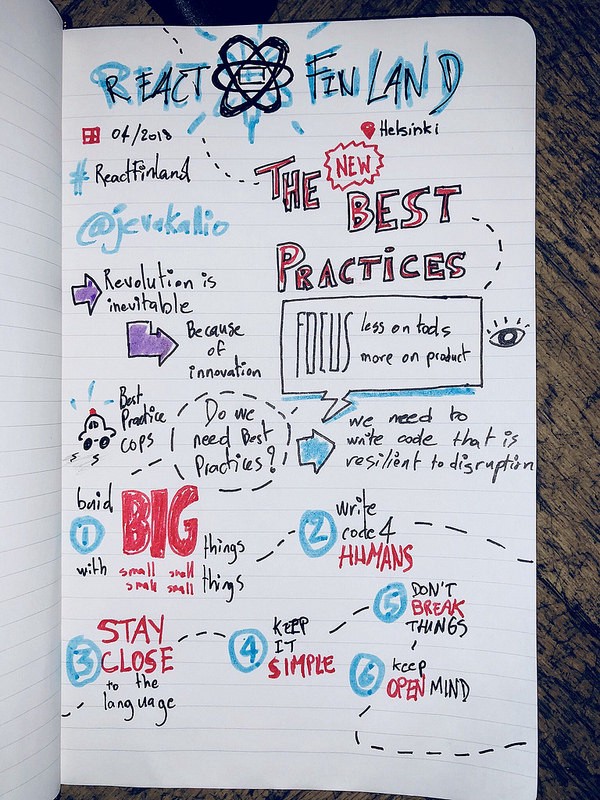 REACT FINLAND
04/2018
Helsinki
#ReactFinland
@jevakallio
THE NEW BEST
PRACTICES
Revolution is
inevitable
Because
of
innovation
FOCUS
less on tools
more on product
Best
Practice
cops
Do we
need Best
Practices?
we need to
write code that is
resilient to disruption
1
buid
BIG
things
with small small things
small small
2
write
code 4
HUMANS
3
STAY
CLOSE
to the
language
4
KEEP
IT
SIMPLE
5
DON'T
BREAK
THINGS
6
keep
OPEN MIND